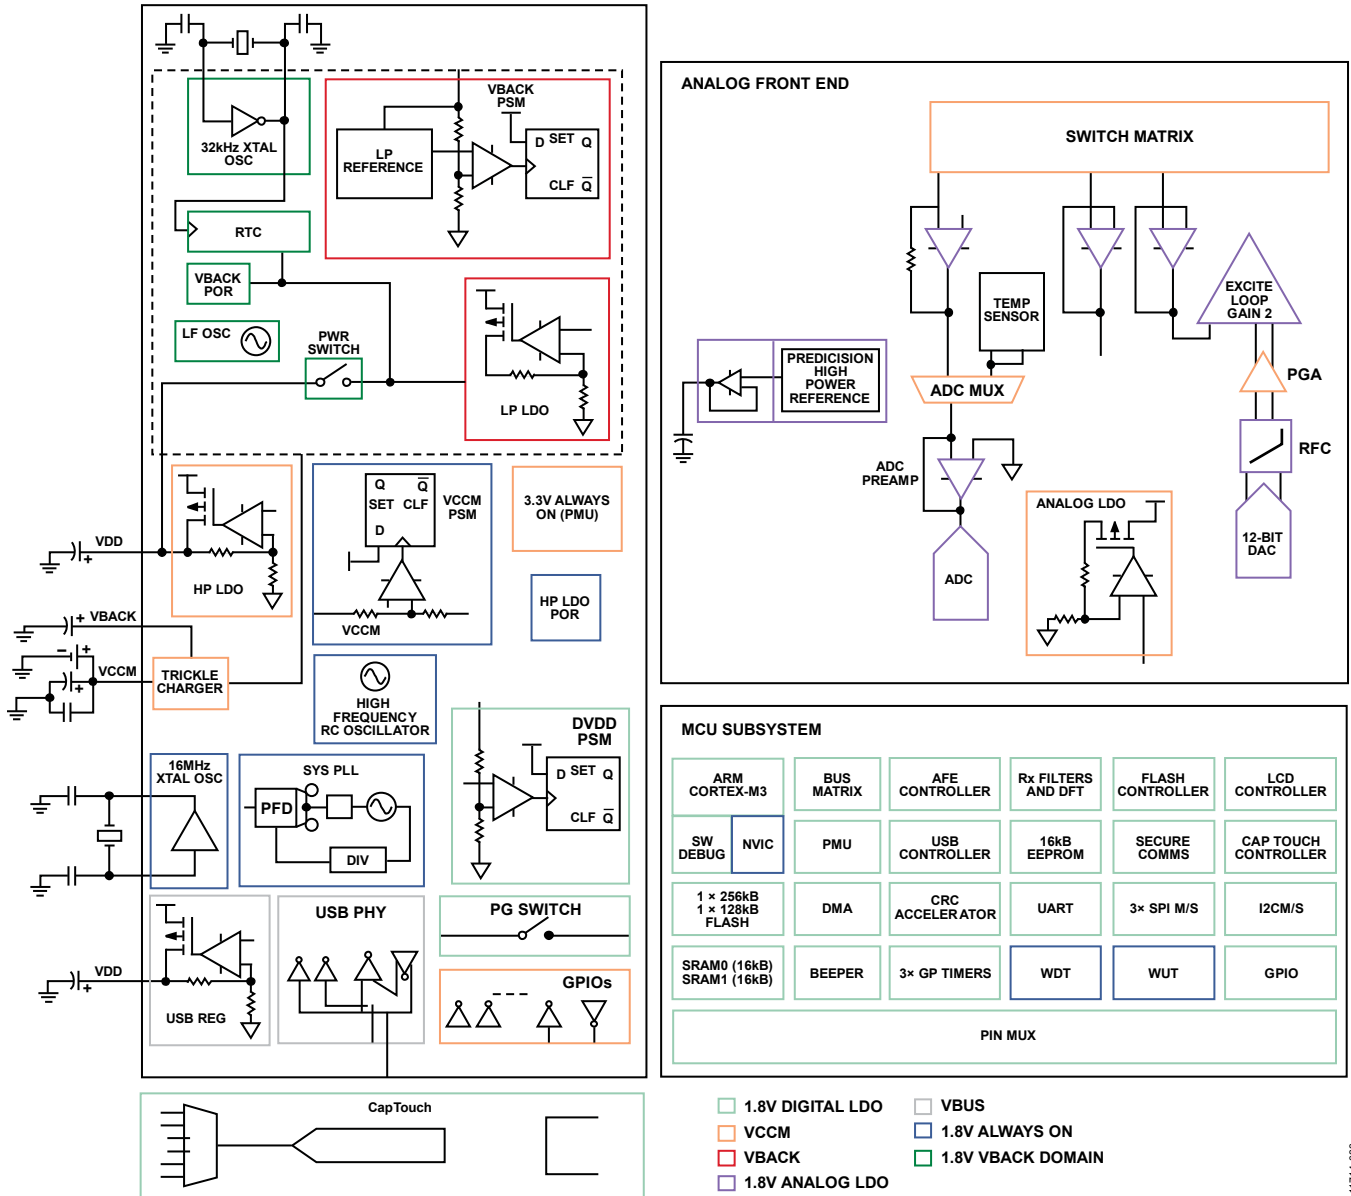 32kHz XTAL
OSC
RTC
VBACK
POR
LF OSC
PWR
SWITCH
VBACK
PSM
LP
REFERENCE
D SET Q
CLF Q
LP LDO
VDD
HP LDO
Q Q
SET CLF
D
VCCM
PSM
VCCM
3.3V ALWAYS
ON (PMU)
HP LDO
POR
+ VBACK
VCCM
TRICKLE
CHARGER
HIGH
FREQUENCY
RC OSCILLATOR
16MHz
XTAL OSC
SYS PLL
PFD
DIV
DVDD
PSM
D SET Q
CLF Q
VDD
USB REG
USB PHY
PG SWITCH
GPIOs
CapTouch
ANALOG FRONT END
SWITCH MATRIX
TEMP
SENSOR
EXCITE
LOOP
GAIN 2
PREDICISION
HIGH
POWER
REFERENCE
ADC MUX
PGA
RFC
ADC
PREAMP
ADC
ANALOG LDO
12-BIT
DAC
MCU SUBSYSTEM
ARM
CORTEX-M3
BUS
MATRIX
AFE
CONTROLLER
Rx FILTERS
AND DFT
FLASH
CONTROLLER
LCD
CONTROLLER
SW
DEBUG
NVIC
PMU
USB
CONTROLLER
16kB
EEPROM
SECURE
COMMS
CAP TOUCH
CONTROLLER
1 × 256kB
1 × 128kB
FLASH
DMA
CRC
ACCELERATOR
UART
3× SPI M/S
I2CM/S
SRAM0 (16kB)
SRAM1 (16kB)
BEEPER
3× GP TIMERS
WDT
WUT
GPIO
PIN MUX
1.8V DIGITAL LDO
VCCM
VBACK
1.8V ANALOG LDO
VBUS
1.8V ALWAYS ON
1.8V VBACK DOMAIN